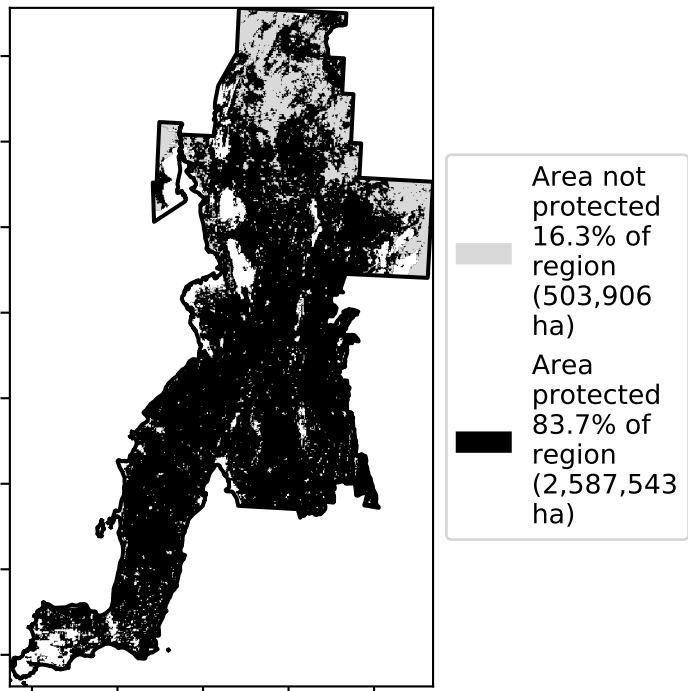 Area not
protected
16.3% of
region
(503,906
ha)
Area
protected
83.7% of
region
(2,587,543
ha)